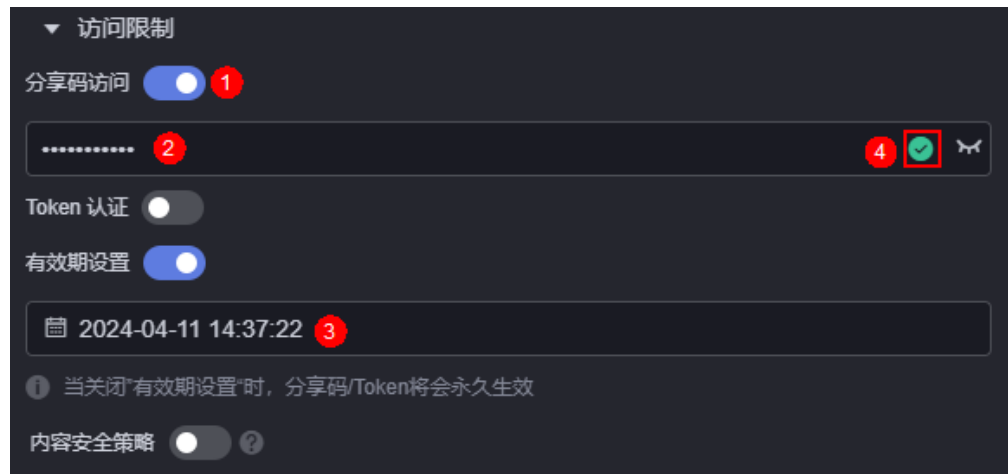 ▼ 访问限制
分享码访问 1
••••••••••• 2 4
Token 认证
有效期设置
2024-04-11 14:37:22 3
当关闭"有效期设置"时，分享码/Token将会永久生效
内容安全策略 ?